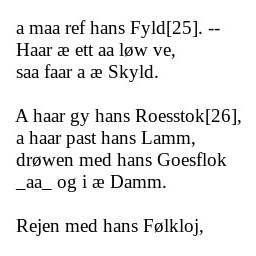 a maa ref hans Fyld[25]. --
Haar æ ett aa løw ve,
saa faar a æ Skyld.

A haar gy hans Roesstok[26],
a haar past hans Lamm,
drøwen med hans Goesflok
_aa_ og i æ Damm.

Rejen med hans Følkloj,